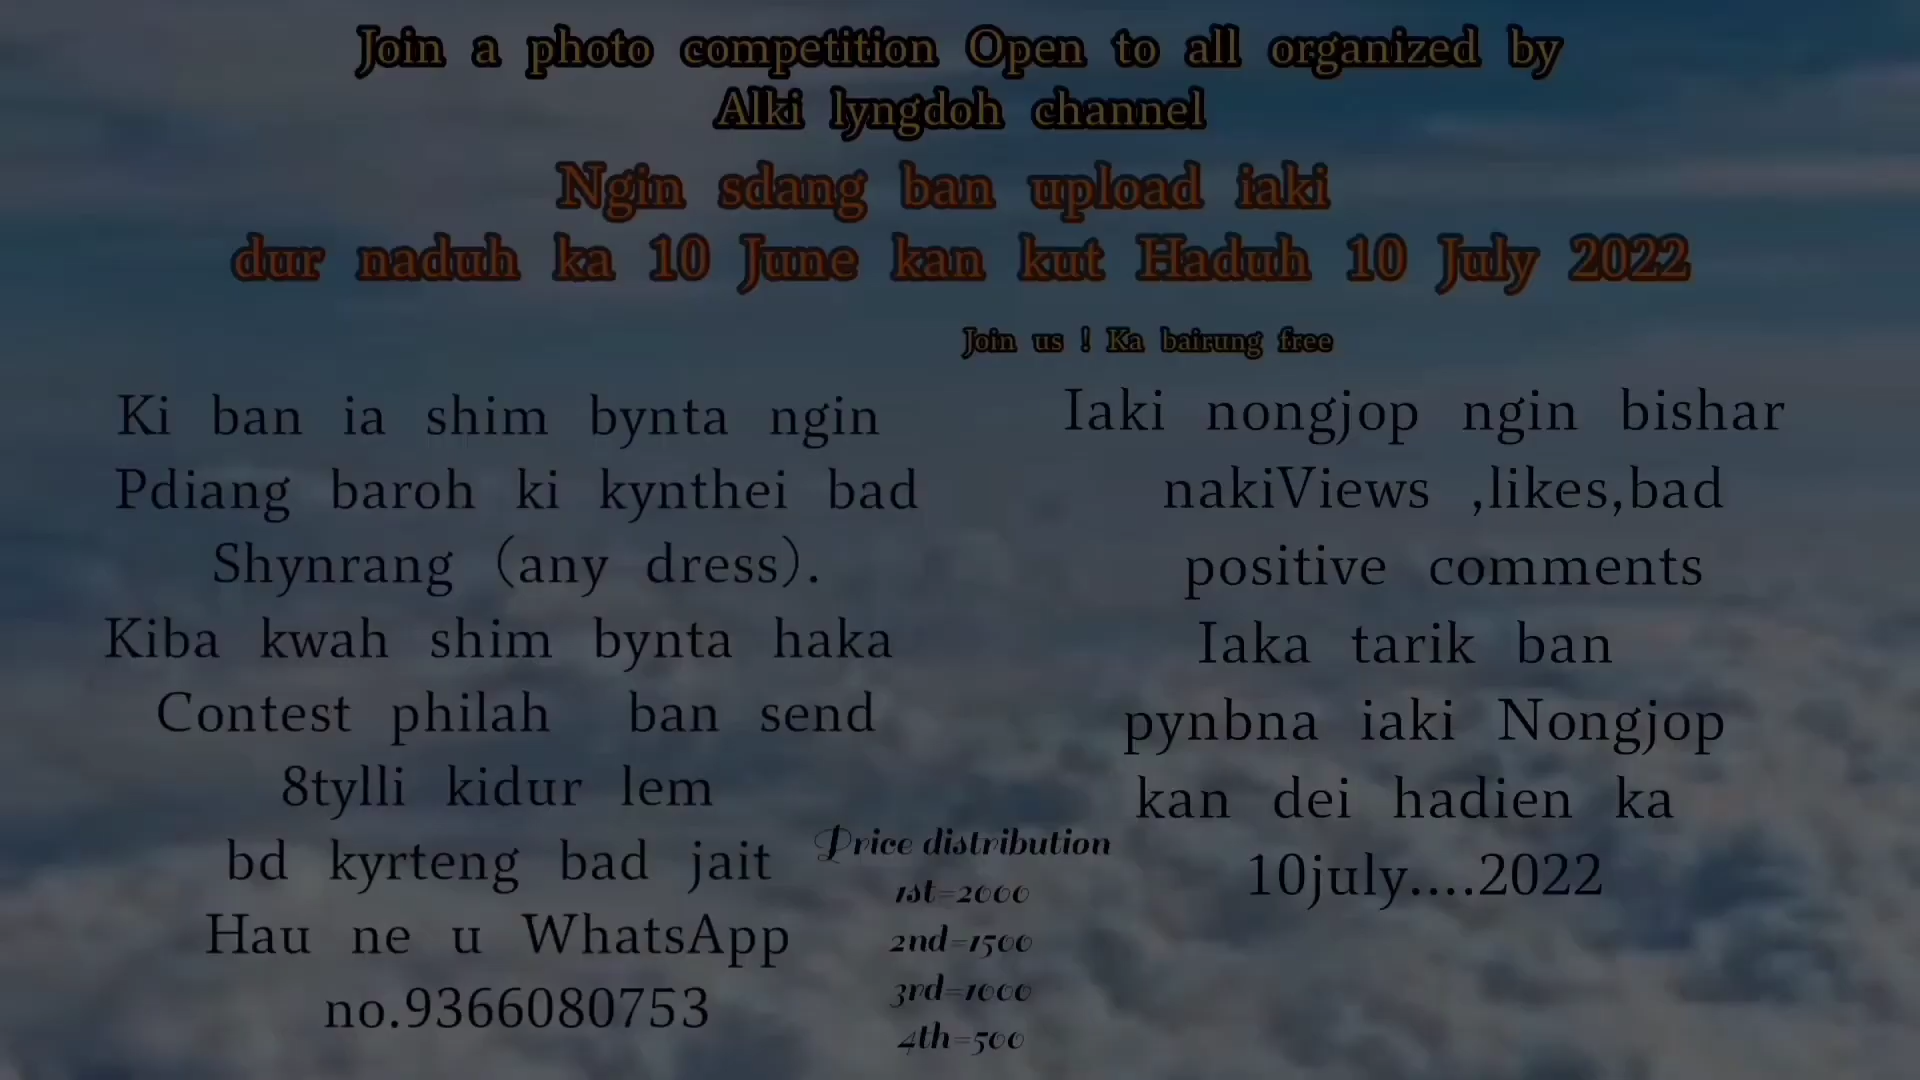 Join a photo competition Open to all organized by
Alki lyngdoh channel
Ngin sdang ban upload iaki
dur naduh ka 10 June kan kut Haduh 10 July 2022
Join us ! Ka bairung free
Ki ban ia shim bynta ngin
Pdiang baroh ki kynthei bad
Shynrang (any dress).
Kiba kwah shim bynta haka
Contest philah ban send
8tylli kidur lem
bd kyrteng bad jait
Hau ne u WhatsApp
no.9366080753
Price distribution
1st=2000
2nd=1500
3rd=1000
4th=500
Iaki nongjop ngin bishar
nakiViews ,likes,bad
positive comments
Iaka tarik ban
pynbna iaki Nongjop
kan dei hadien ka
10july....2022